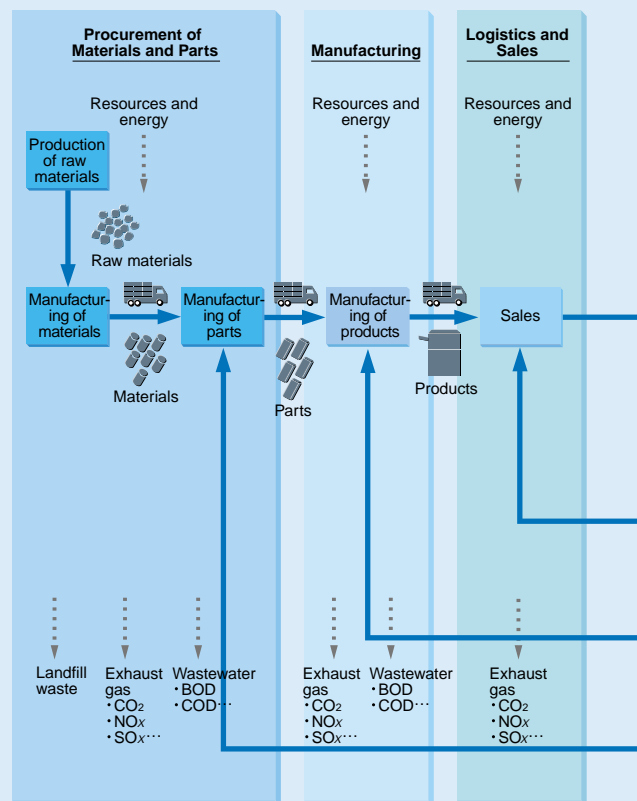 Procurement of
Materials and Parts
Manufacturing
Logistics and
Sales
Resources and
energy
Resources and
energy
Resources and
energy
Production
of raw
materials
Raw materials
Manufactur-
ing of
materials
Manufactur-
ing of
parts
Manufactur-
ing of
products
Sales
Materials
Parts
Products
Landfill
waste
Exhaust
gas
・CO2
・NOx
・SOx…
Wastewater
・BOD
・COD…
Exhaust
gas
・CO2
・NOx
・SOx…
Wastewater
・BOD
・COD…
Exhaust
gas
・CO2
・NOx
・SOx…